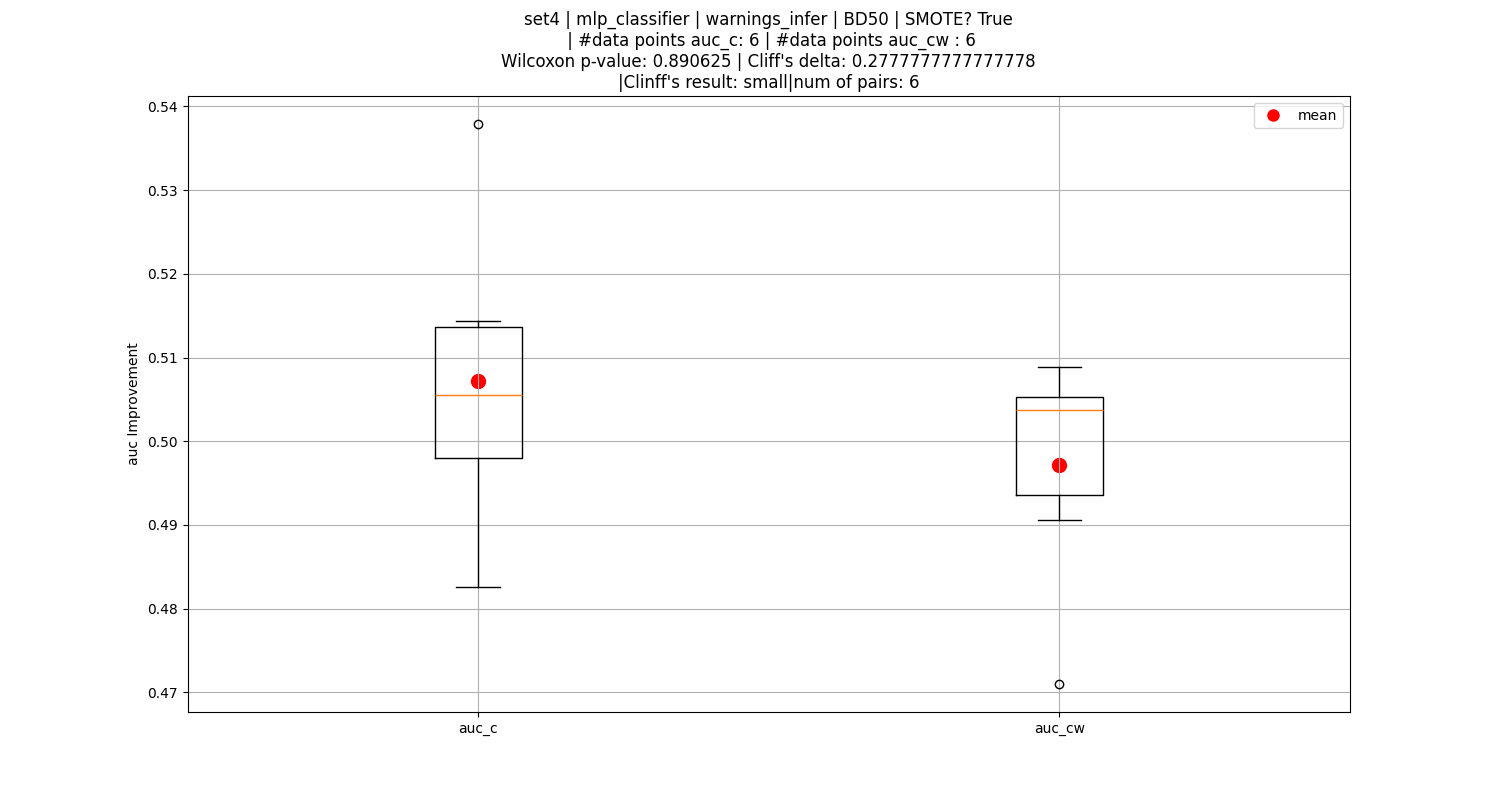 set4 | mlp_classifier | warnings_infer | BD50 | SMOTE? True
| #data points auc_c: 6 | #data points auc_cw : 6
Wilcoxon p-value: 0.890625 | Cliff's delta: 0.2777777777777778
|Clinff's result: small|num of pairs: 6
mean
0.54
0.53
0.52
0.51
0.50
0.49
0.48
0.47
auc Improvement
auc_c
auc_cw